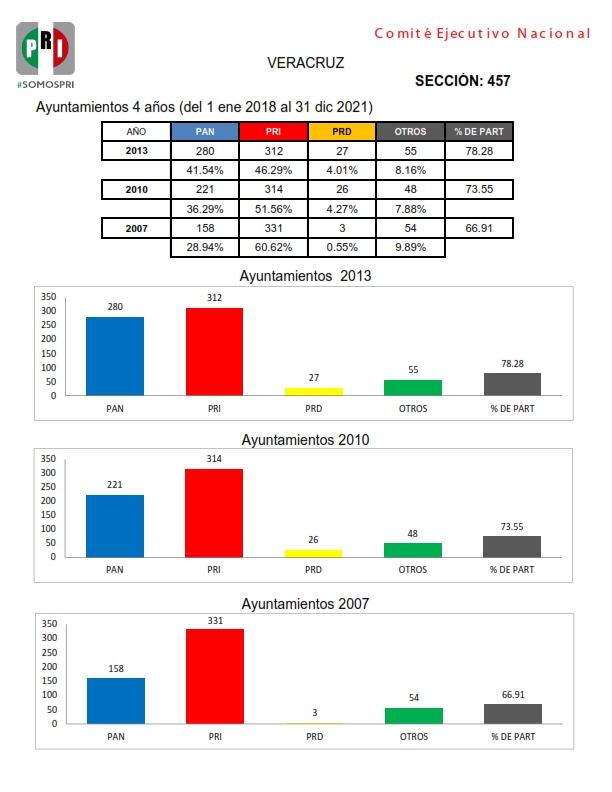 Comité Ejecutivo Nacional
PRI
#SOMOSPRI
VERACRUZ
SECCIÓN: 457
Ayuntamientos 4 años (del 1 ene 2018 al 31 dic 2021)
AÑO PAN PRI PRD OTROS % DE PART
2013 280 312 27 55 78.28
41.54% 46.29% 4.01% 8.16%
2010 221 314 26 48 73.55
36.29% 51.56% 4.27% 7.88%
2007 158 331 3 54 66.91
28.94% 60.62% 0.55% 9.89%
Ayuntamientos 2013
350
300
250
200
150
100
50
0
280 312 27 55 78.28
PAN PRI PRD OTROS % DE PART
Ayuntamientos 2010
350
300
250
200
150
100
50
0
221 314 26 48 73.55
PAN PRI PRD OTROS % DE PART
Ayuntamientos 2007
350
300
250
200
150
100
50
0
158 331 3 54 66.91
PAN PRI PRD OTROS % DE PART